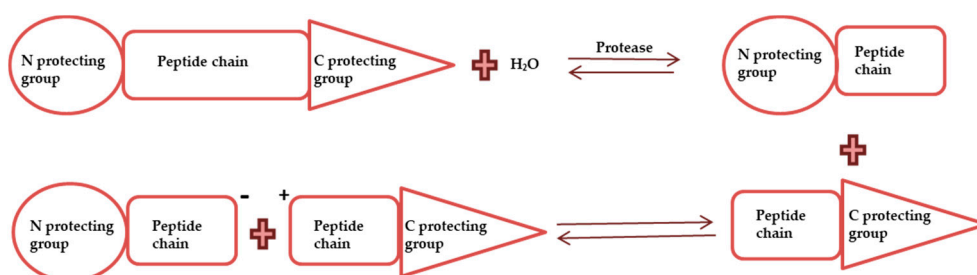 N protecting
group
Peptide chain
C protecting
group
H₂O
Protease
N protecting
group
Peptide
chain
N protecting
group
Peptide
chain
-
+
Peptide
chain
C protecting
group
Peptide
chain
C protecting
group